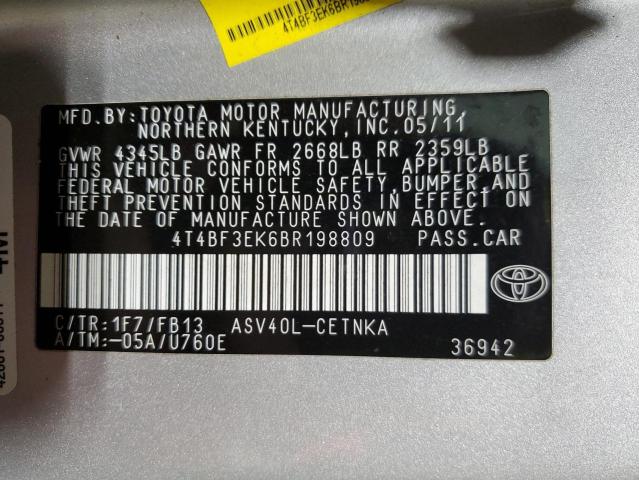 4T4BF3EK6BR198809
MFD.BY:TOYOTA MOTOR MANUFACTURING,
NORTHERN KENTUCKY,INC.05/11
GVWR 4345LB GAWR FR 2668LB RR 2359LB
THIS VEHICLE CONFORMS TO ALL APPLICABLE
FEDERAL MOTOR VEHICLE SAFETY,BUMPER,AND
THEFT PREVENTION STANDARDS IN EFFECT ON
THE DATE OF MANUFACTURE SHOWN ABOVE.
4T4BF3EK6BR198809 PASS.CAR
C/TR:1F7/FB13 ASV40L-CETNKA
A/TM:-05A/U760E
36942
TOYOTA